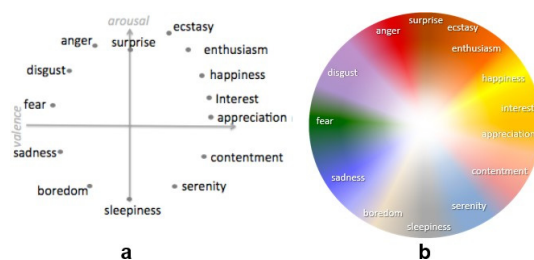 arousal
ecstasy
anger
surprise
enthusiasm
disgust
happiness
Interest
fear
appreciation
valence
sadness
contentment
boredom
serenity
sleepiness
a
surprise
ecstasy
anger
enthusiasm
disgust
happiness
interest
fear
appreciation
contentment
sadness
serenity
boredom
sleepiness
b